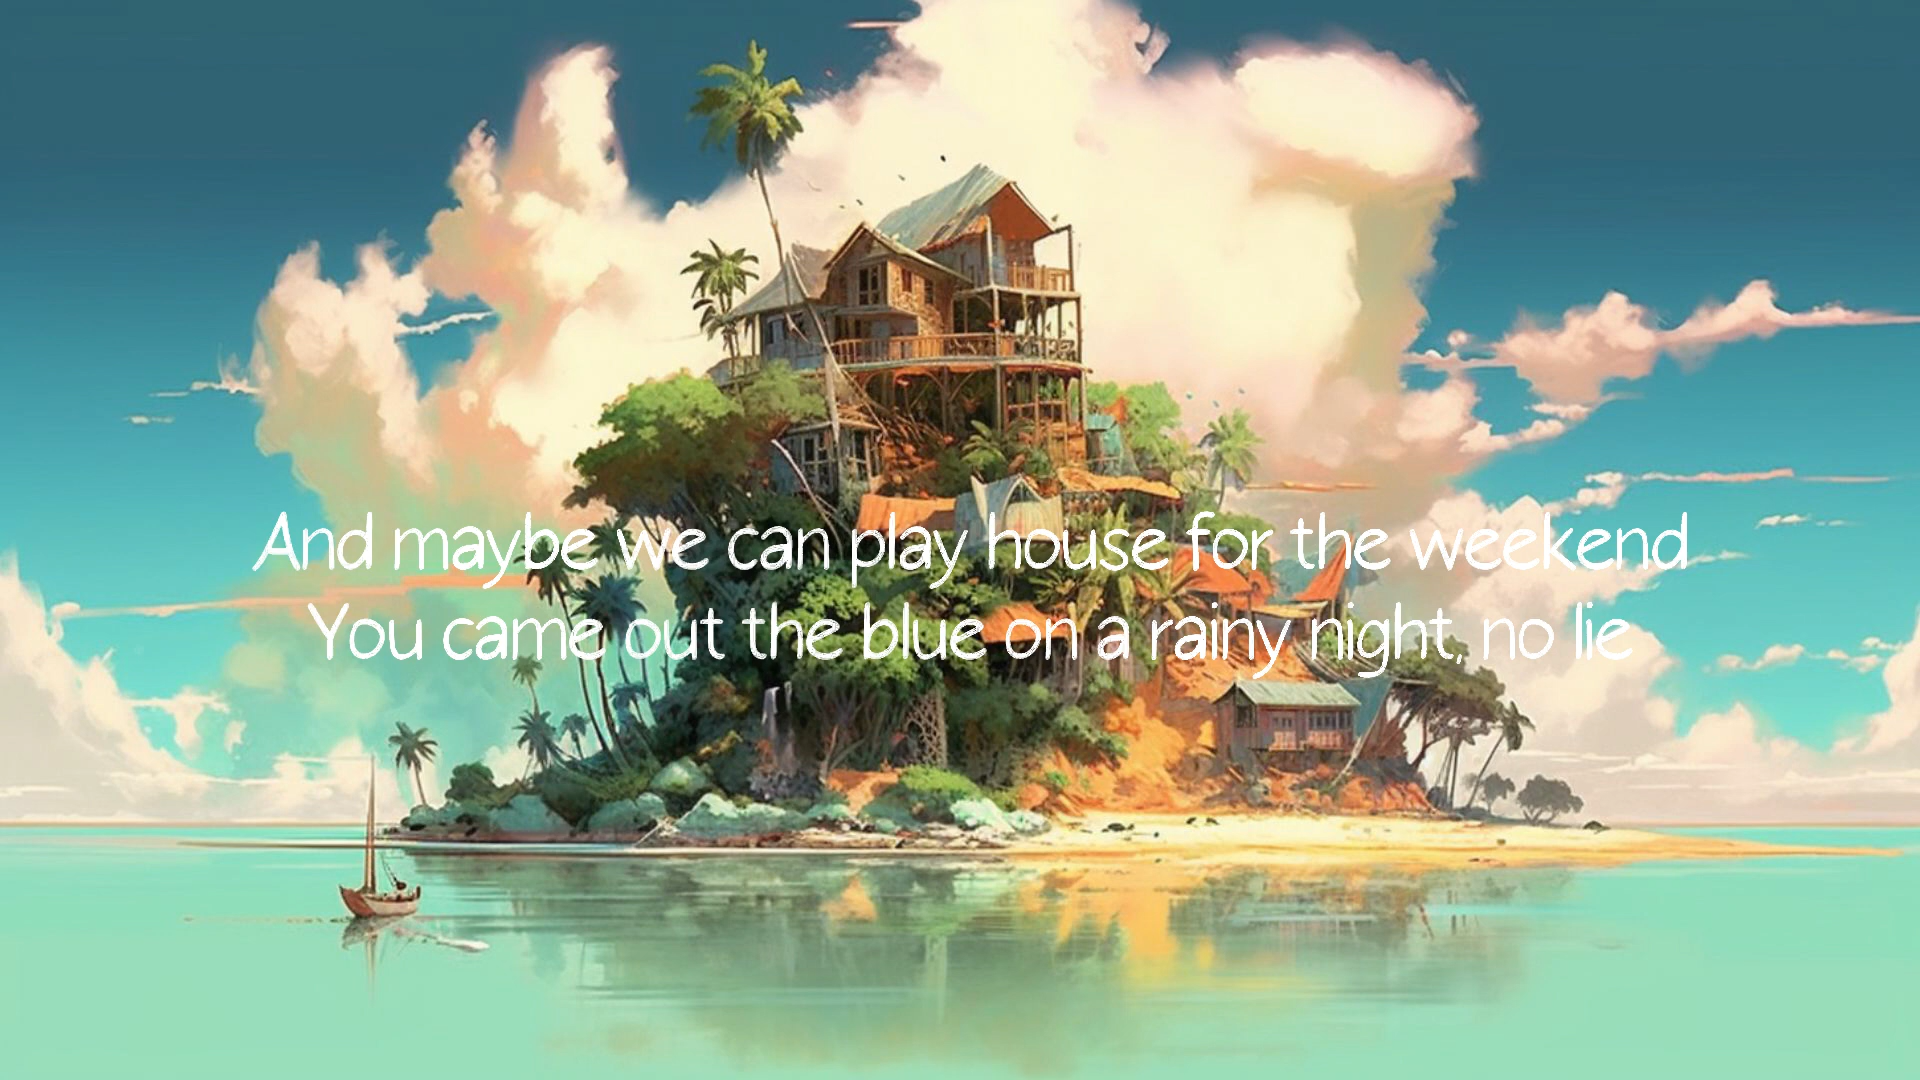 And maybe we can play house for the weekend
You came out the blue on a rainy night, no lie